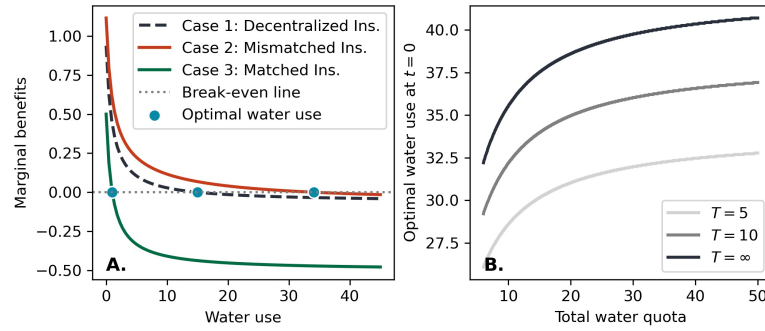 Marginal benefits
1.00
0.75
0.50
0.25
0.00
−0.25
−0.50
0
10
20
30
40
Water use
Case 1: Decentralized Ins.
Case 2: Mismatched Ins.
Case 3: Matched Ins.
Break-even line
Optimal water use
A.
Optimal water use at t = 0
40.0
37.5
35.0
32.5
30.0
27.5
10
20
30
40
50
Total water quota
T = 5
T = 10
T = ∞
B.